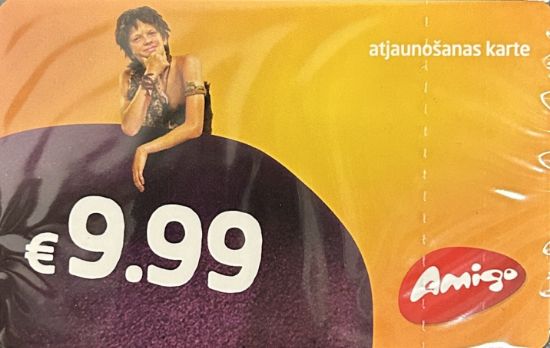 atjaunošanas karte
€9.99
Amigo